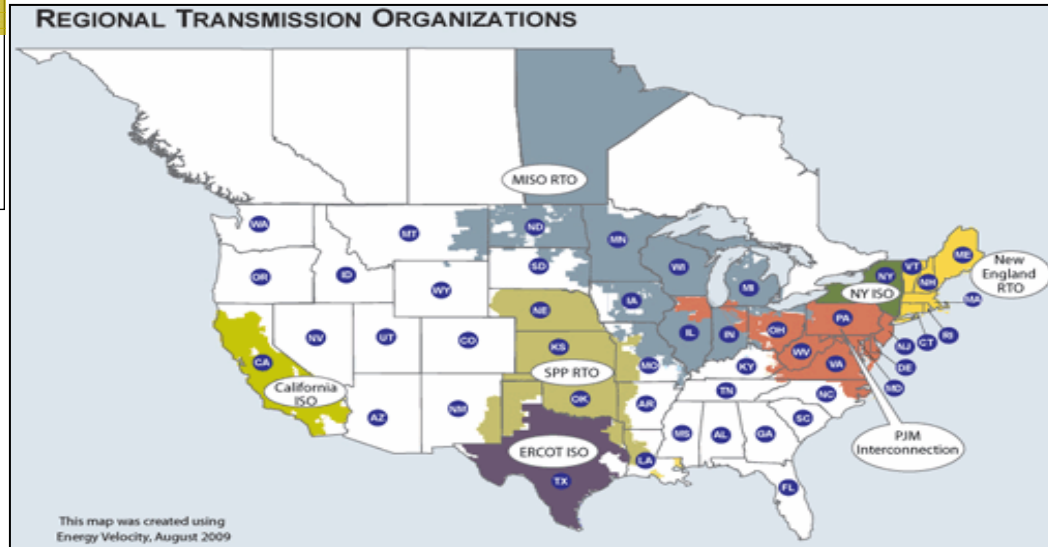 REGIONAL TRANSMISSION ORGANIZATIONS
MISO RTO
WA
MT
ND
MN
OR
ID
SD
WI
WY
MI
NY
VT
ME
NH
New
England
RTO
NY ISO
MA
NE
IA
NV
UT
CO
IL
IN
OH
PA
CA
KS
MO
KY
WV
VA
NJ
CT
RI
DE
MD
California
ISO
SPP RTO
AZ
NM
OK
AR
TN
NC
SC
MS
AL
GA
PJM
Interconnection
ERCOT ISO
TX
LA
FL
This map was created using
Energy Velocity, August 2009